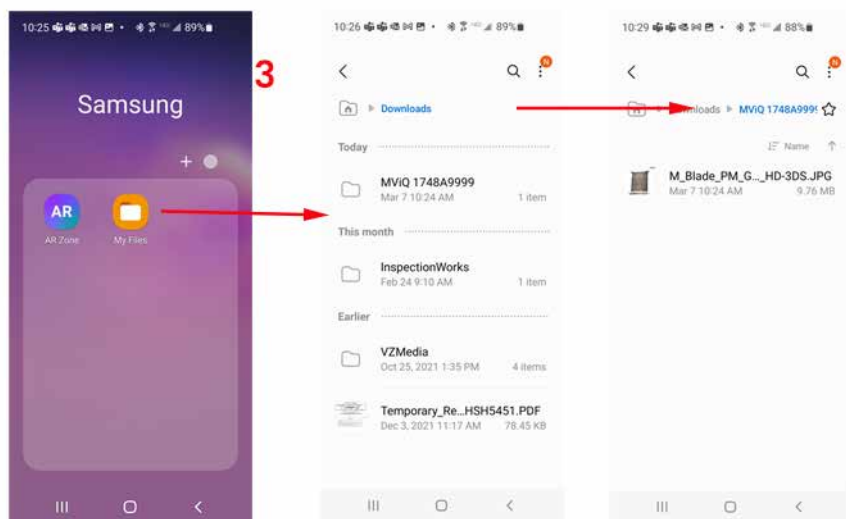 10:25 89%
Samsung
+
AR
AR Zone
My Files
3
10:26 89%
N
Downloads
Today
MViQ 1748A9999
Mar 7 10:24 AM 1 item
This month
InspectionWorks
Feb 24 9:10 AM 1 item
Earlier
VZMedia
Oct 25, 2021 1:35 PM 4 items
Temporary_Re...HSH5451.PDF
Dec 3, 2021 11:17 AM 78.45 KB
10:29 88%
N
MViQ 1748A9999
Name
M_Blade_PM_G..._HD-3DS.JPG
Mar 7 10:24 AM 9.76 MB